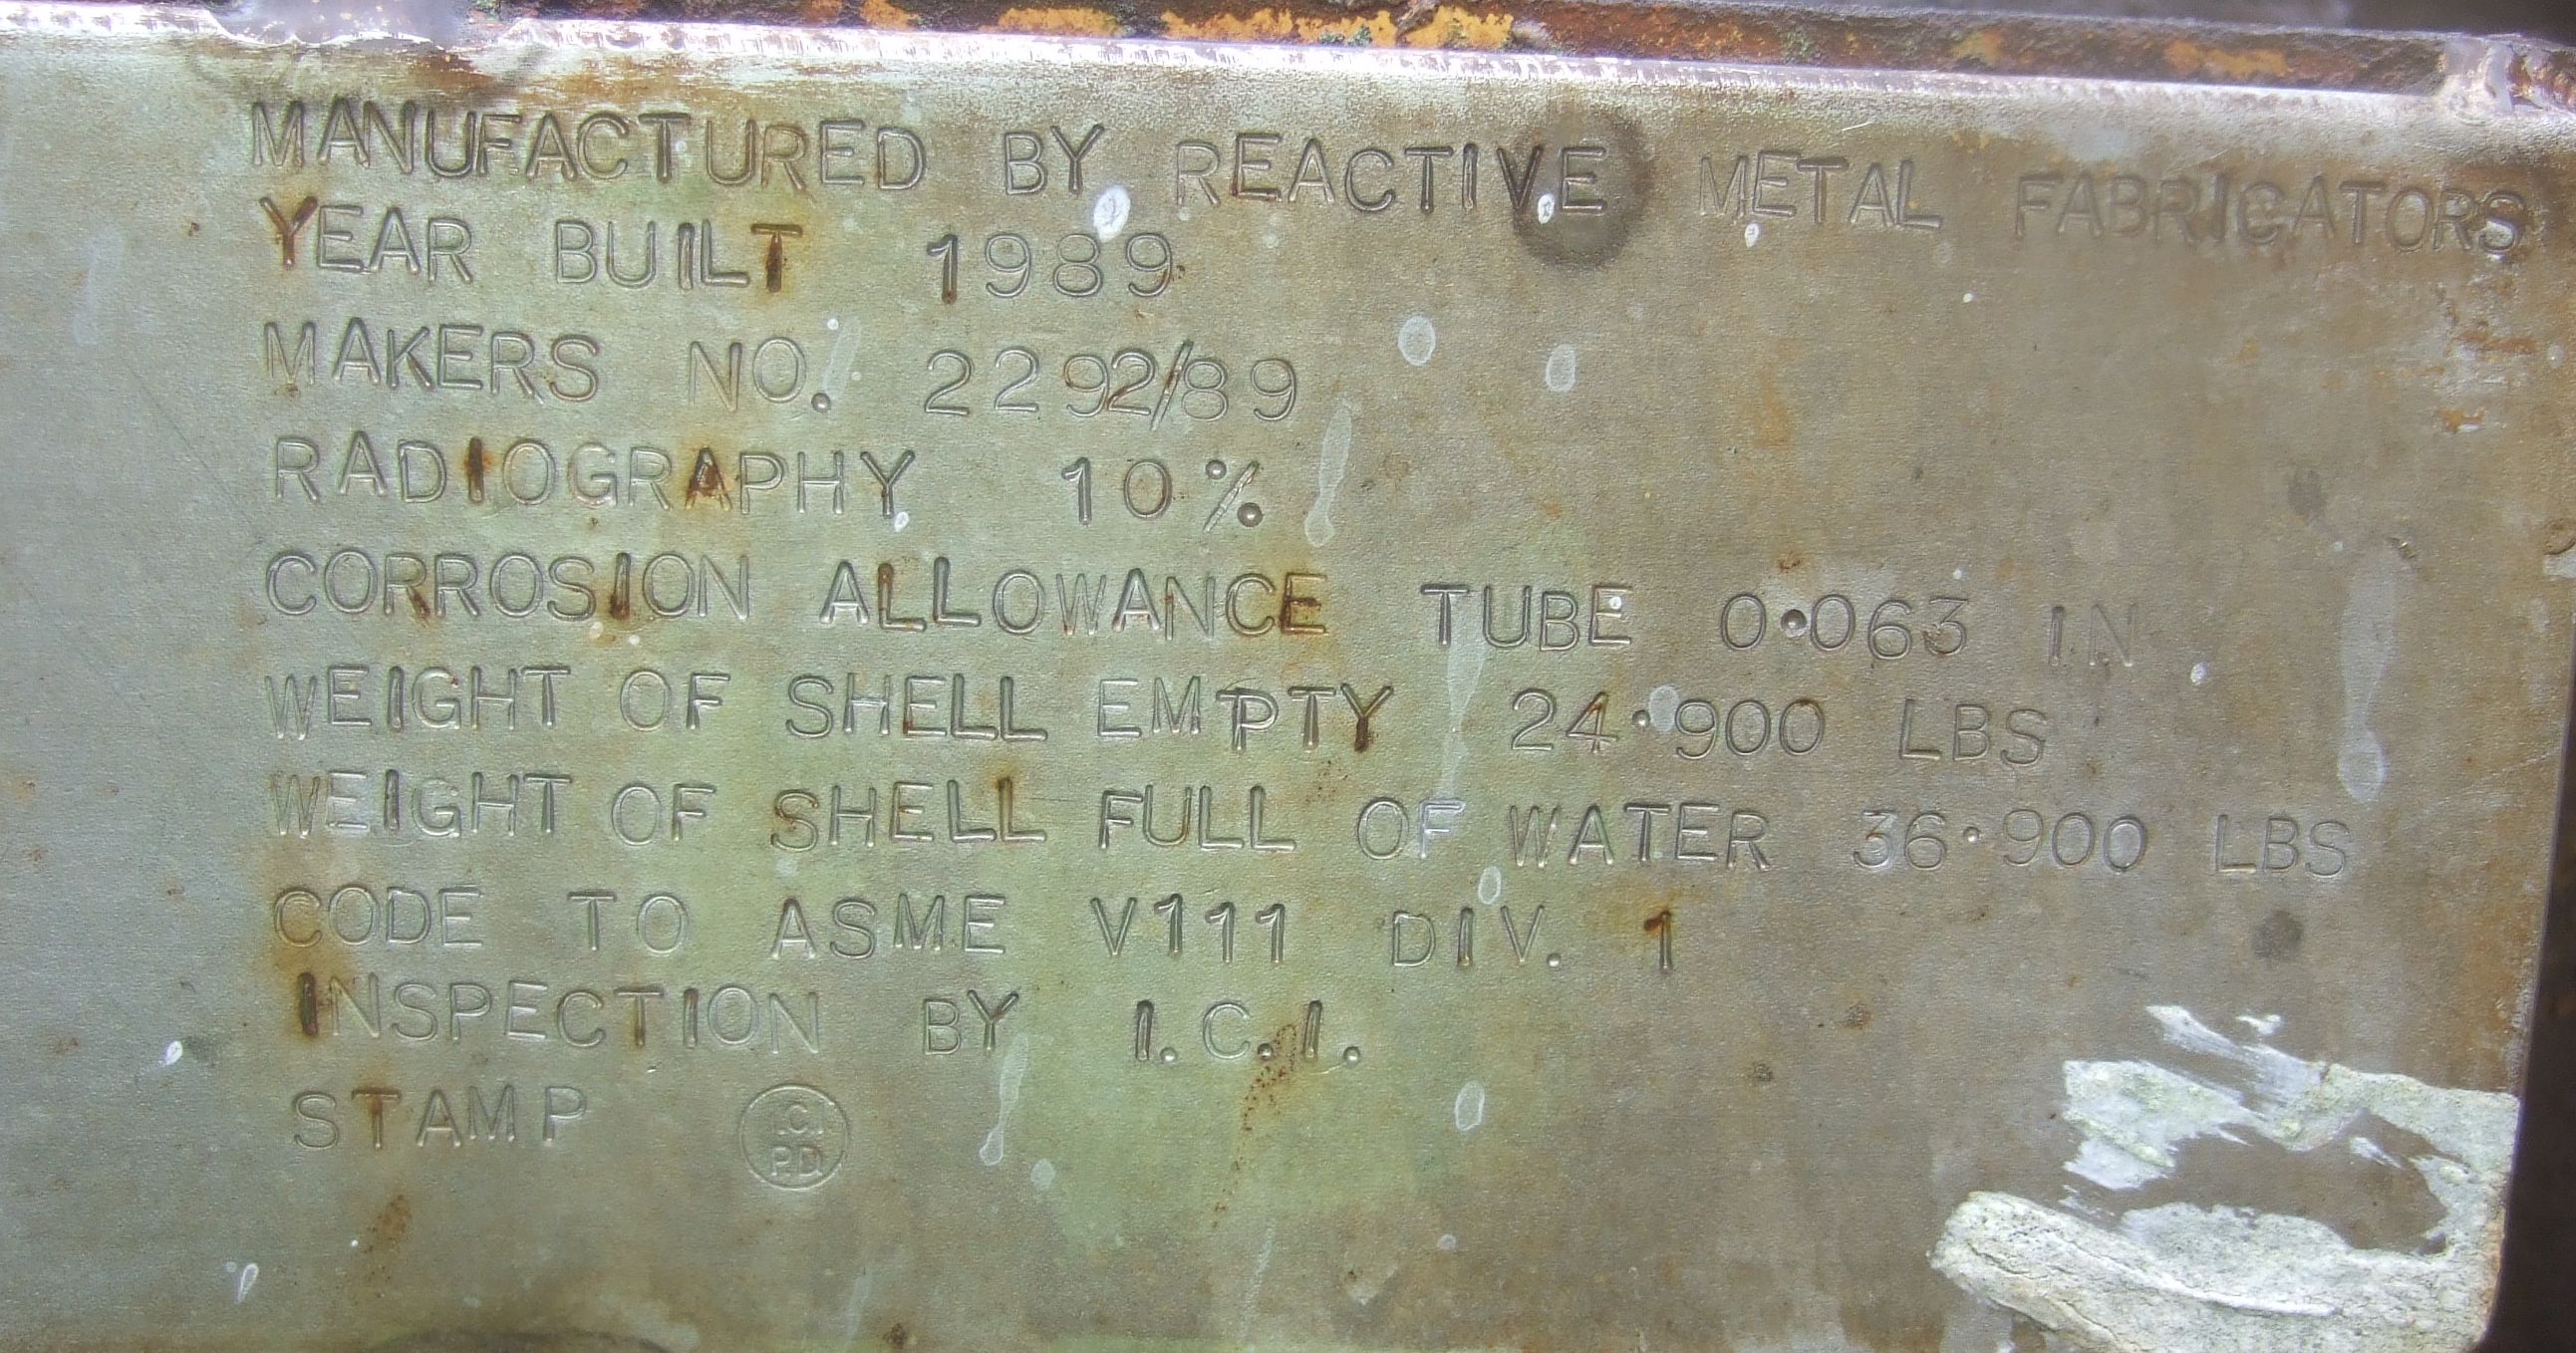 MANUFACTURED BY REACTIVE METAL FABRICATORS
YEAR BUILT 1989
MAKERS NO. 2292/89
RADIOGRAPHY 10%
CORROSION ALLOWANCE TUBE 0·063 IN
WEIGHT OF SHELL EMPTY 24·900 LBS
WEIGHT OF SHELL FULL OF WATER 36·900 LBS
CODE TO ASME V111 DIV. 1
INSPECTION BY I.C.I.
STAMP I.C.I. P.D.